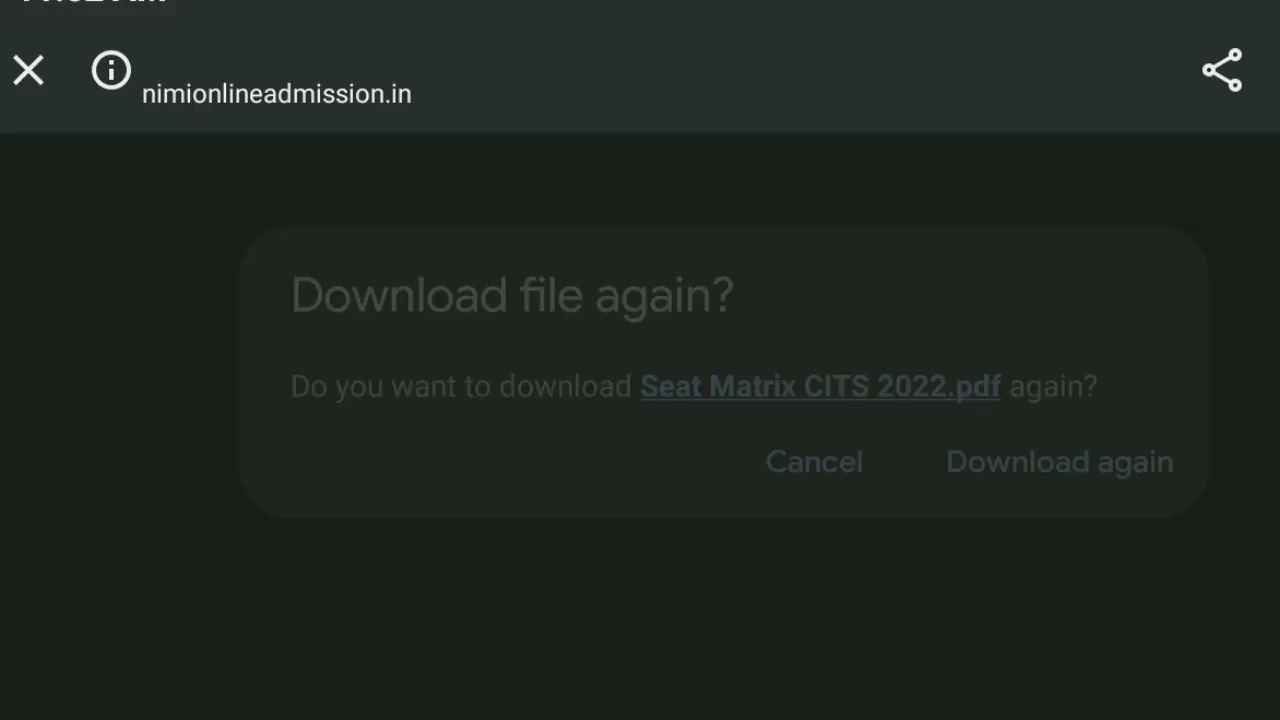 nimionlineadmission.in
Download file again?
Do you want to download Seat Matrix CITS 2022.pdf again?
Cancel Download again